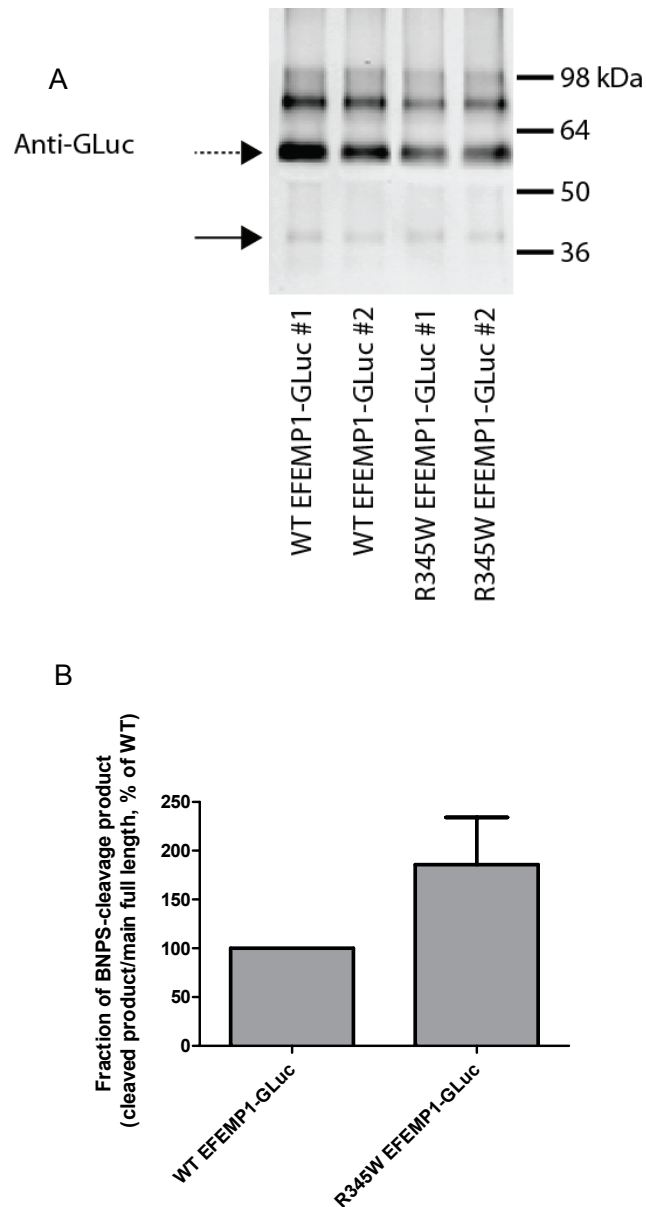 A
Anti-GLuc
98 kDa
64
50
36
WT EFEMP1-GLuc #1
WT EFEMP1-GLuc #2
R345W EFEMP1-GLuc #1
R345W EFEMP1-GLuc #2
B
Fraction of BNPS-cleavage product
(cleaved product/main full length, % of WT)
250
200
150
100
50
0
WT EFEMP1-GLuc
R345W EFEMP1-GLuc